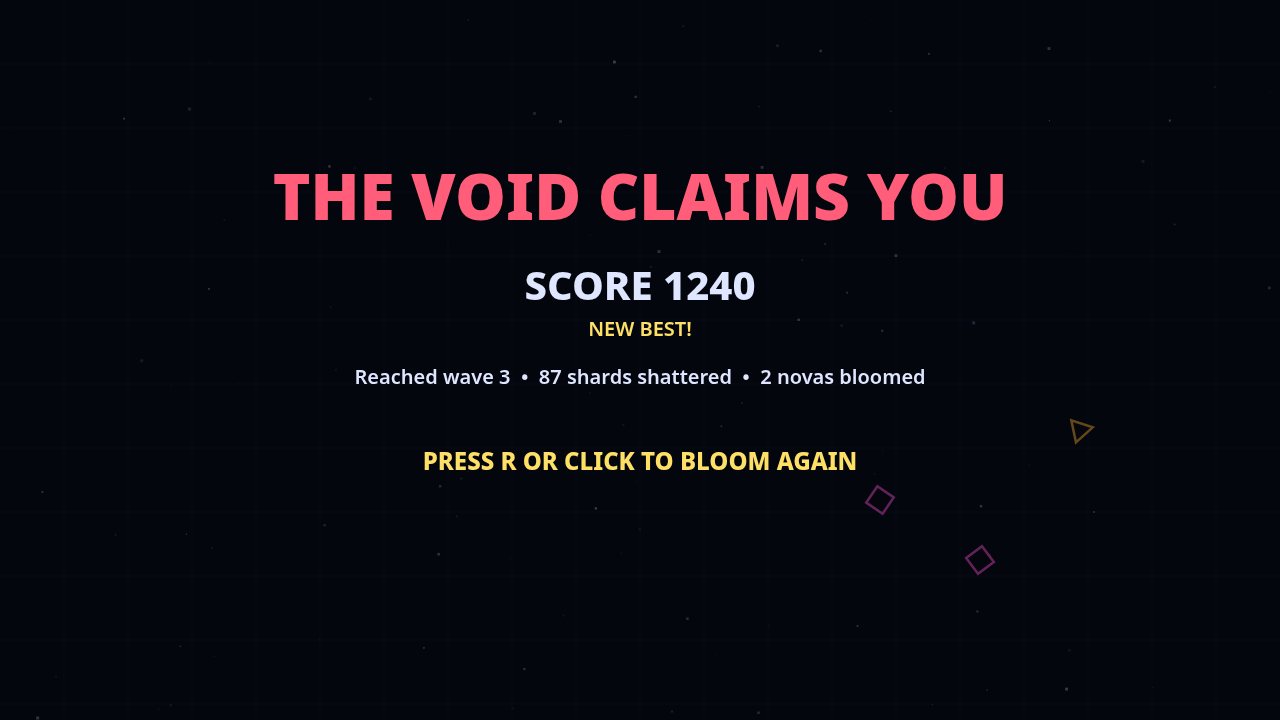 THE VOID CLAIMS YOU
SCORE 1240
NEW BEST!
Reached wave 3 • 87 shards shattered • 2 novas bloomed
PRESS R OR CLICK TO BLOOM AGAIN